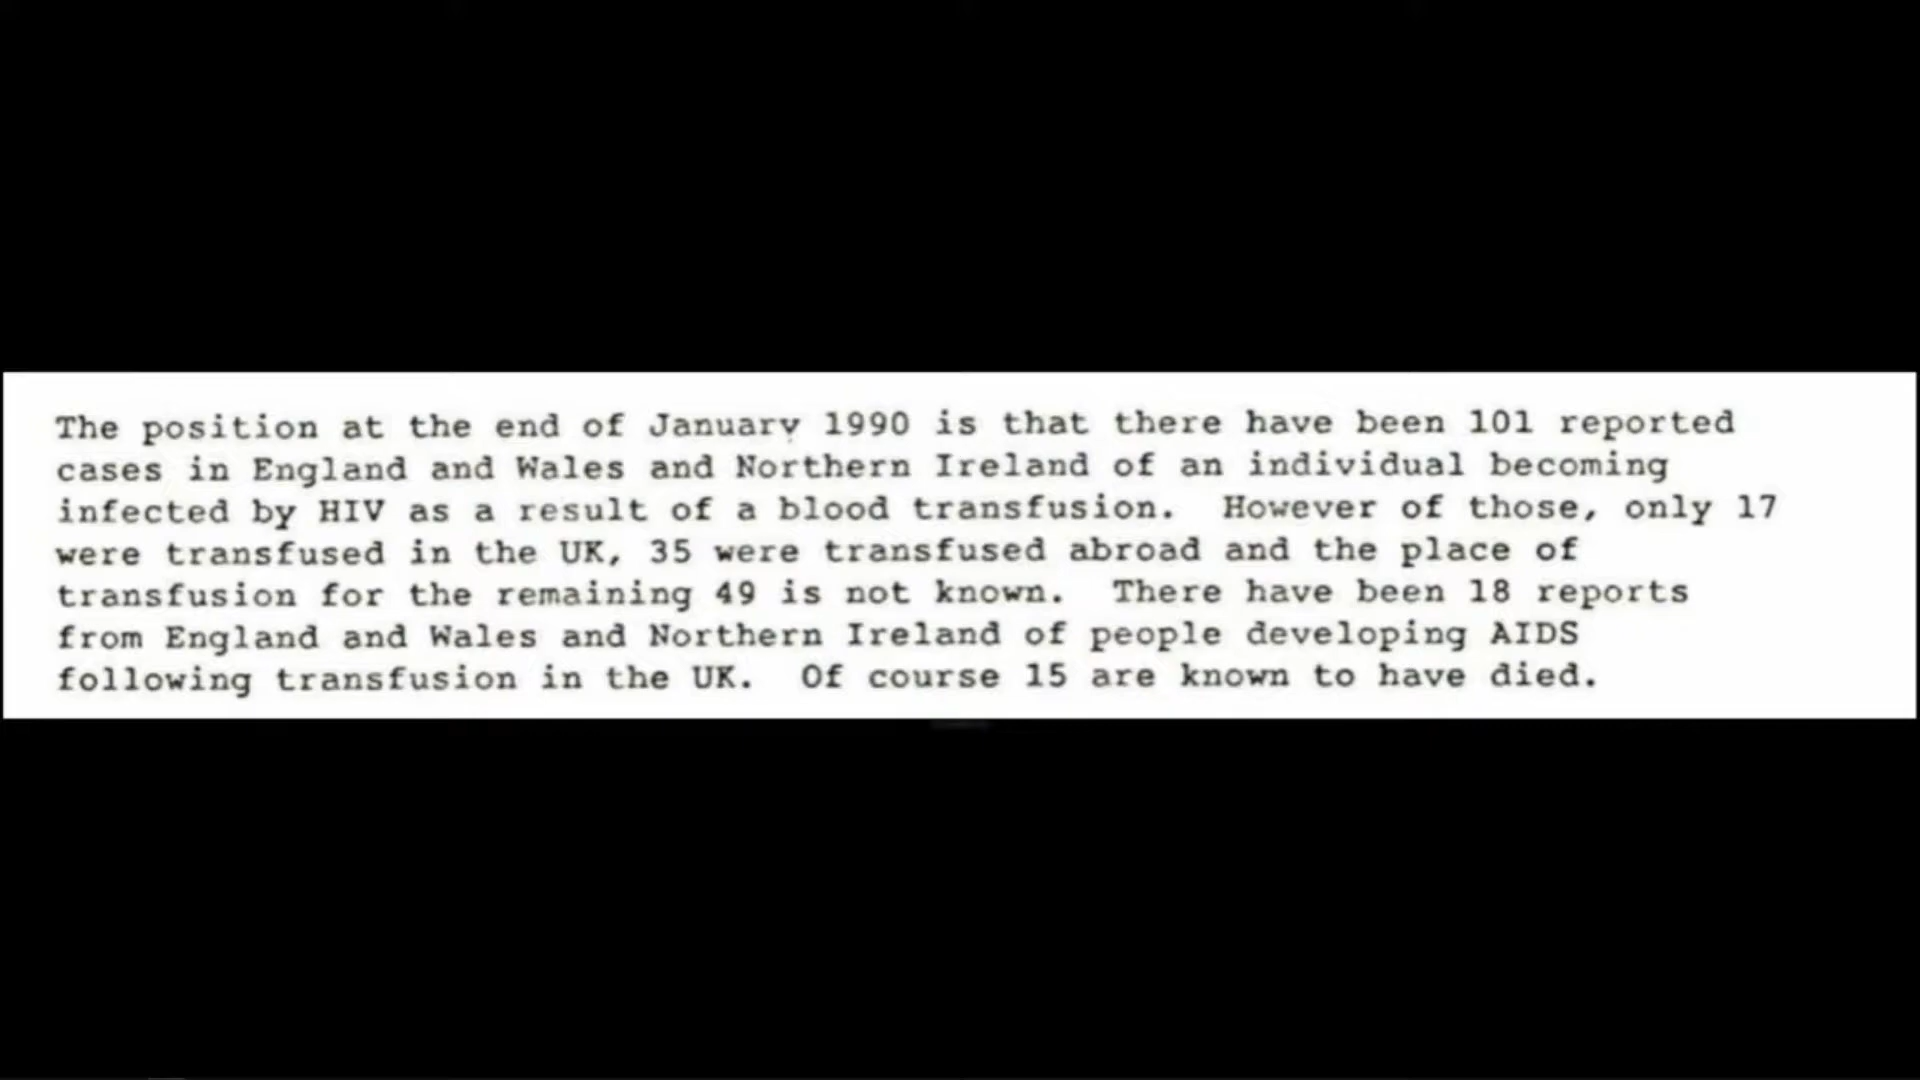 The position at the end of January 1990 is that there have been 101 reported
cases in England and Wales and Northern Ireland of an individual becoming
infected by HIV as a result of a blood transfusion. However of those, only 17
were transfused in the UK, 35 were transfused abroad and the place of
transfusion for the remaining 49 is not known. There have been 18 reports
from England and Wales and Northern Ireland of people developing AIDS
following transfusion in the UK. Of course 15 are known to have died.